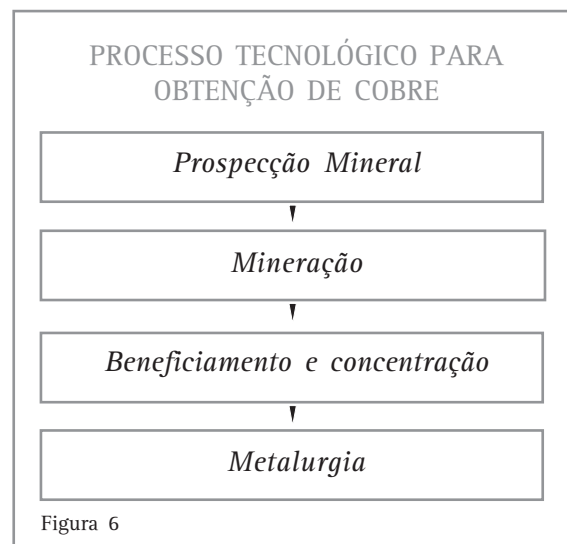 PROCESSO TECNOLÓGICO PARA
OBTENÇÃO DE COBRE
Prospecção Mineral
Mineração
Beneficiamento e concentração
Metalurgia
Figura 6